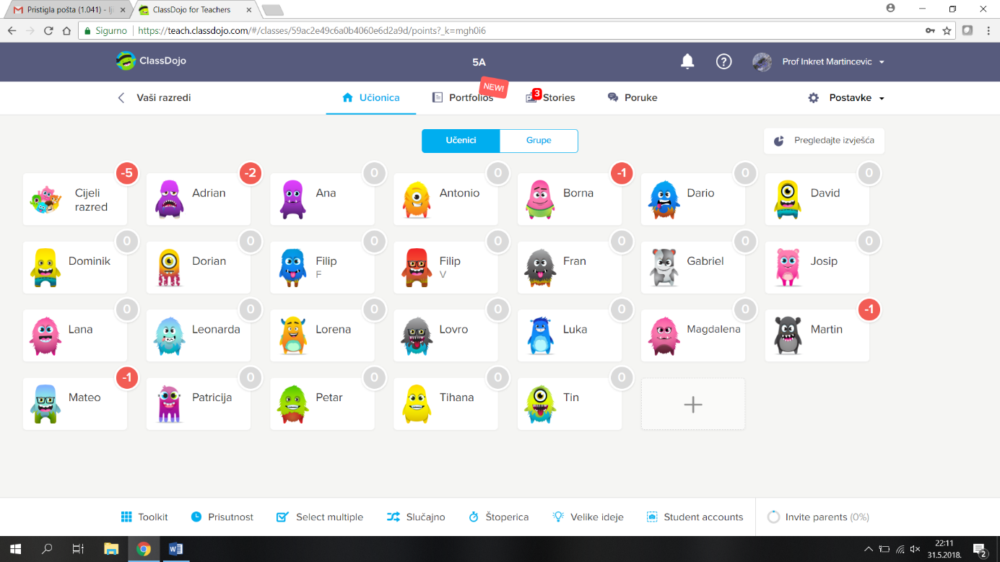 Pristigla pošta (1.041) - lji
ClassDojo for Teachers
Sigurno
https://teach.classdojo.com/#/classes/59ac2e49c6a0b4060e6d2a9d/points?_k=mgh0i6
ClassDojo
5A
Prof Inkret Martincevic
Vaši razredi
Učionica
Portfolios
NEW!
3
Stories
Poruke
Postavke
Učenici
Grupe
Pregledajte izvješća
-5
Cijeli
razred
-2
Adrian
0
Ana
0
Antonio
-1
Borna
0
Dario
0
David
0
Dominik
0
Dorian
0
Filip
F
0
Filip
V
0
Fran
0
Gabriel
0
Josip
0
Lana
0
Leonarda
0
Lorena
0
Lovro
0
Luka
0
Magdalena
-1
Martin
-1
Mateo
0
Patricija
0
Petar
0
Tihana
0
Tin
Toolkit
Prisutnost
Select multiple
Slučajno
Štoperica
Velike ideje
Student accounts
Invite parents (0%)
22:11
31.5.2018.
2